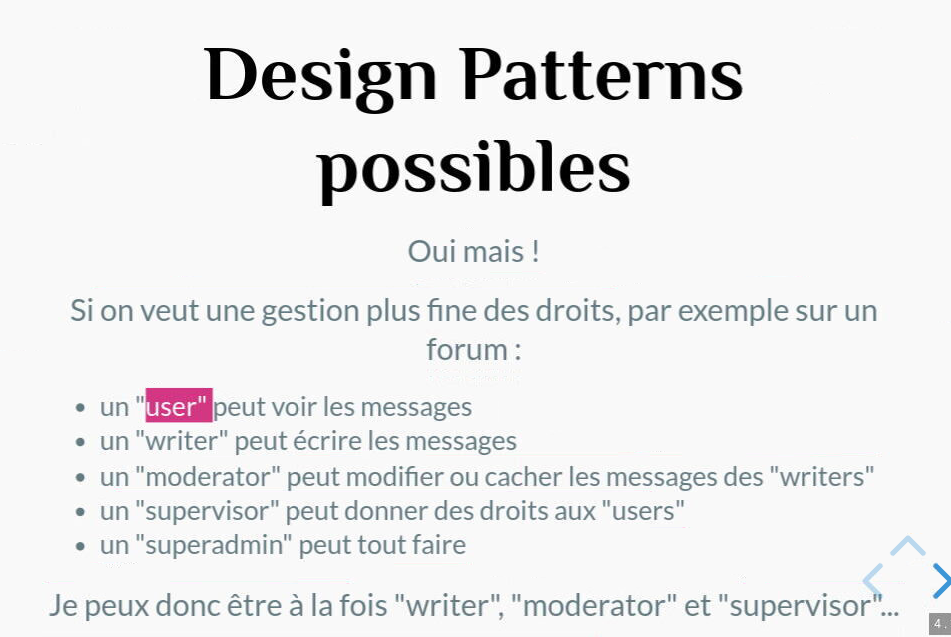 Design Patterns
possibles
Oui mais !
Si on veut une gestion plus fine des droits, par exemple sur un
forum :
• un "user" peut voir les messages
• un "writer" peut écrire les messages
• un "moderator" peut modifier ou cacher les messages des "writers"
• un "supervisor" peut donner des droits aux "users"
• un "superadmin" peut tout faire
Je peux donc être à la fois "writer", "moderator" et "supervisor"...
4 .